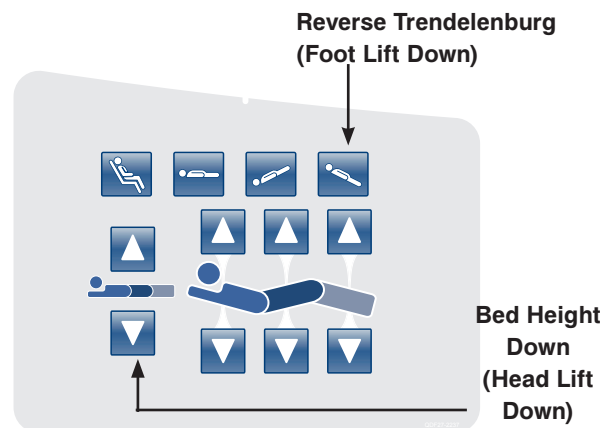 Reverse Trendelenburg
(Foot Lift Down)
Bed Height
Down
(Head Lift
Down)